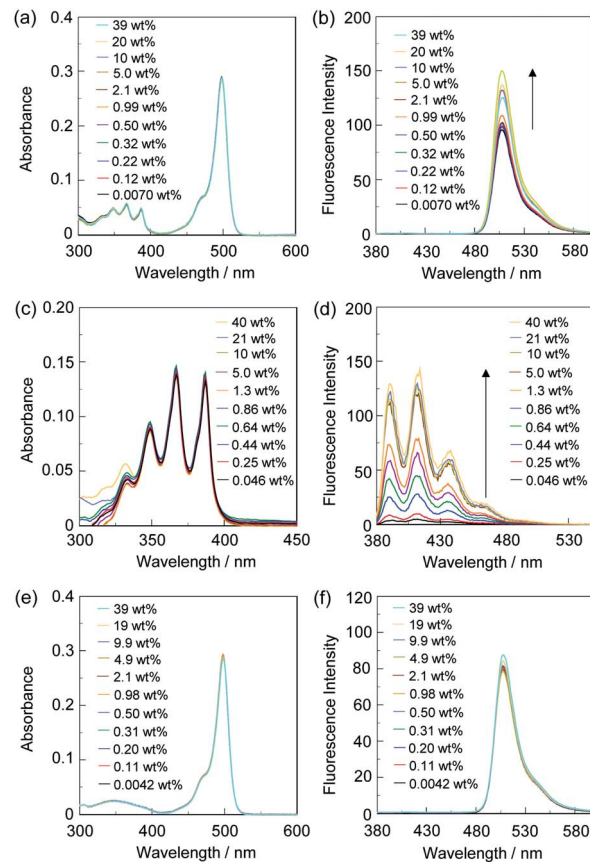 (a)
Absorbance
0.4
0.3
0.2
0.1
0
39 wt%
20 wt%
10 wt%
5.0 wt%
2.1 wt%
0.99 wt%
0.50 wt%
0.32 wt%
0.22 wt%
0.12 wt%
0.0070 wt%
300 400 500 600
Wavelength / nm
(b)
Fluorescence Intensity
200
150
100
50
0
39 wt%
20 wt%
10 wt%
5.0 wt%
2.1 wt%
0.99 wt%
0.50 wt%
0.32 wt%
0.22 wt%
0.12 wt%
0.0070 wt%
380 430 480 530
Wavelength / nm
(c)
Absorbance
0.20
0.15
0.10
0.05
0
40 wt%
21 wt%
10 wt%
5.0 wt%
1.3 wt%
0.86 wt%
0.64 wt%
0.44 wt%
0.25 wt%
0.046 wt%
300 350 400 450
Wavelength / nm
(d)
Fluorescence Intensity
200
150
100
50
0
40 wt%
21 wt%
10 wt%
5.0 wt%
1.3 wt%
0.86 wt%
0.64 wt%
0.44 wt%
0.25 wt%
0.046 wt%
380 430 480 530
Wavelength / nm
(e)
Absorbance
0.4
0.3
0.2
0.1
0
39 wt%
19 wt%
9.9 wt%
4.9 wt%
2.1 wt%
0.98 wt%
0.50 wt%
0.31 wt%
0.20 wt%
0.11 wt%
0.0042 wt%
300 400 500 600
Wavelength / nm
(f)
Fluorescence Intensity
120
100
80
60
40
20
0
39 wt%
19 wt%
9.9 wt%
4.9 wt%
2.1 wt%
0.98 wt%
0.50 wt%
0.31 wt%
0.20 wt%
0.11 wt%
0.0042 wt%
380 430 480 530
Wavelength / nm